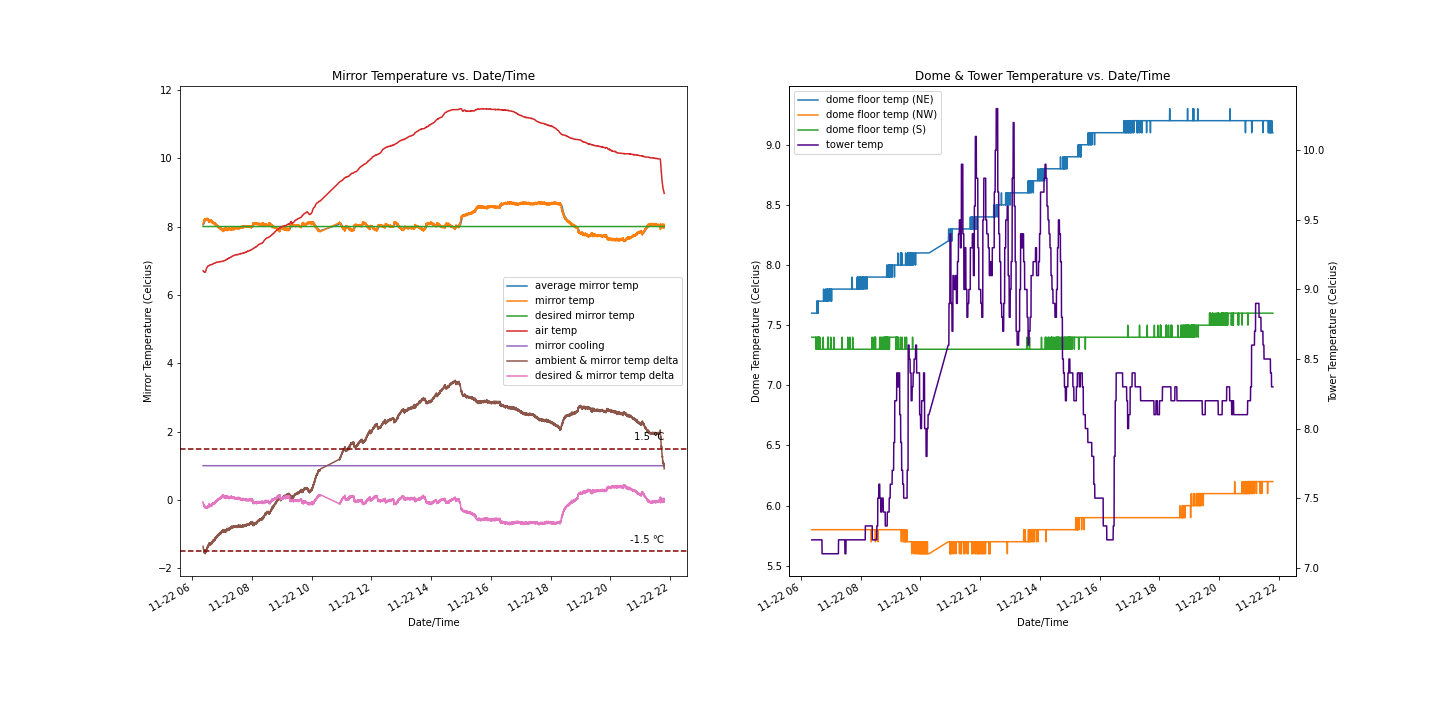 Mirror Temperature vs. Date/Time
Mirror Temperature (Celcius)
12
10
8
6
4
2
0
−2
average mirror temp
mirror temp
desired mirror temp
air temp
mirror cooling
ambient & mirror temp delta
desired & mirror temp delta
1.5 ℃
-1.5 ℃
11-22 06
11-22 08
11-22 10
11-22 12
11-22 14
11-22 16
11-22 18
11-22 20
11-22 22
Date/Time
Dome & Tower Temperature vs. Date/Time
Dome Temperature (Celcius)
9.0
8.5
8.0
7.5
7.0
6.5
6.0
5.5
dome floor temp (NE)
dome floor temp (NW)
dome floor temp (S)
tower temp
10.0
9.5
9.0
8.5
8.0
7.5
7.0
Tower Temperature (Celcius)
11-22 06
11-22 08
11-22 10
11-22 12
11-22 14
11-22 16
11-22 18
11-22 20
11-22 22
Date/Time